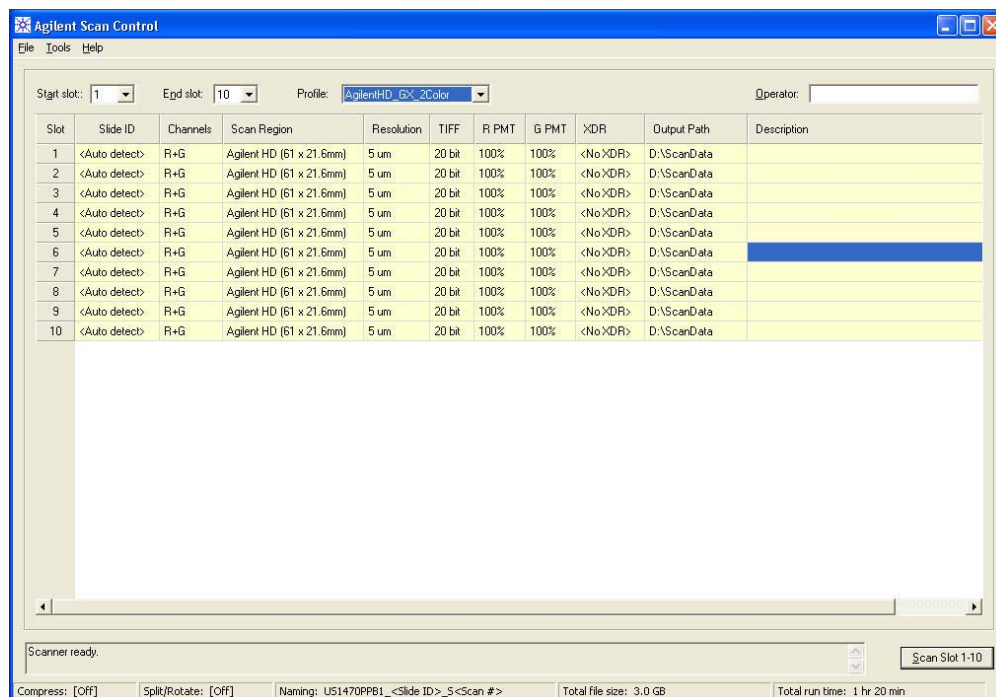 Agilent Scan Control
File Tools Help
Start slot:: 1 End slot: 10 Profile: AgilentHD_GX_2Color Operator:
Slot Slide ID Channels Scan Region Resolution TIFF R PMT G PMT XDR Output Path Description
1 <Auto detect> R+G Agilent HD (61 x 21.6mm) 5 um 20 bit 100% 100% <No XDR> D:\ScanData
2 <Auto detect> R+G Agilent HD (61 x 21.6mm) 5 um 20 bit 100% 100% <No XDR> D:\ScanData
3 <Auto detect> R+G Agilent HD (61 x 21.6mm) 5 um 20 bit 100% 100% <No XDR> D:\ScanData
4 <Auto detect> R+G Agilent HD (61 x 21.6mm) 5 um 20 bit 100% 100% <No XDR> D:\ScanData
5 <Auto detect> R+G Agilent HD (61 x 21.6mm) 5 um 20 bit 100% 100% <No XDR> D:\ScanData
6 <Auto detect> R+G Agilent HD (61 x 21.6mm) 5 um 20 bit 100% 100% <No XDR> D:\ScanData
7 <Auto detect> R+G Agilent HD (61 x 21.6mm) 5 um 20 bit 100% 100% <No XDR> D:\ScanData
8 <Auto detect> R+G Agilent HD (61 x 21.6mm) 5 um 20 bit 100% 100% <No XDR> D:\ScanData
9 <Auto detect> R+G Agilent HD (61 x 21.6mm) 5 um 20 bit 100% 100% <No XDR> D:\ScanData
10 <Auto detect> R+G Agilent HD (61 x 21.6mm) 5 um 20 bit 100% 100% <No XDR> D:\ScanData
Scanner ready.
Scan Slot 1-10
Compress: [Off] Split/Rotate: [Off] Naming: US1470PPB1_<Slide ID>_S<Scan #> Total file size: 3.0 GB Total run time: 1 hr 20 min